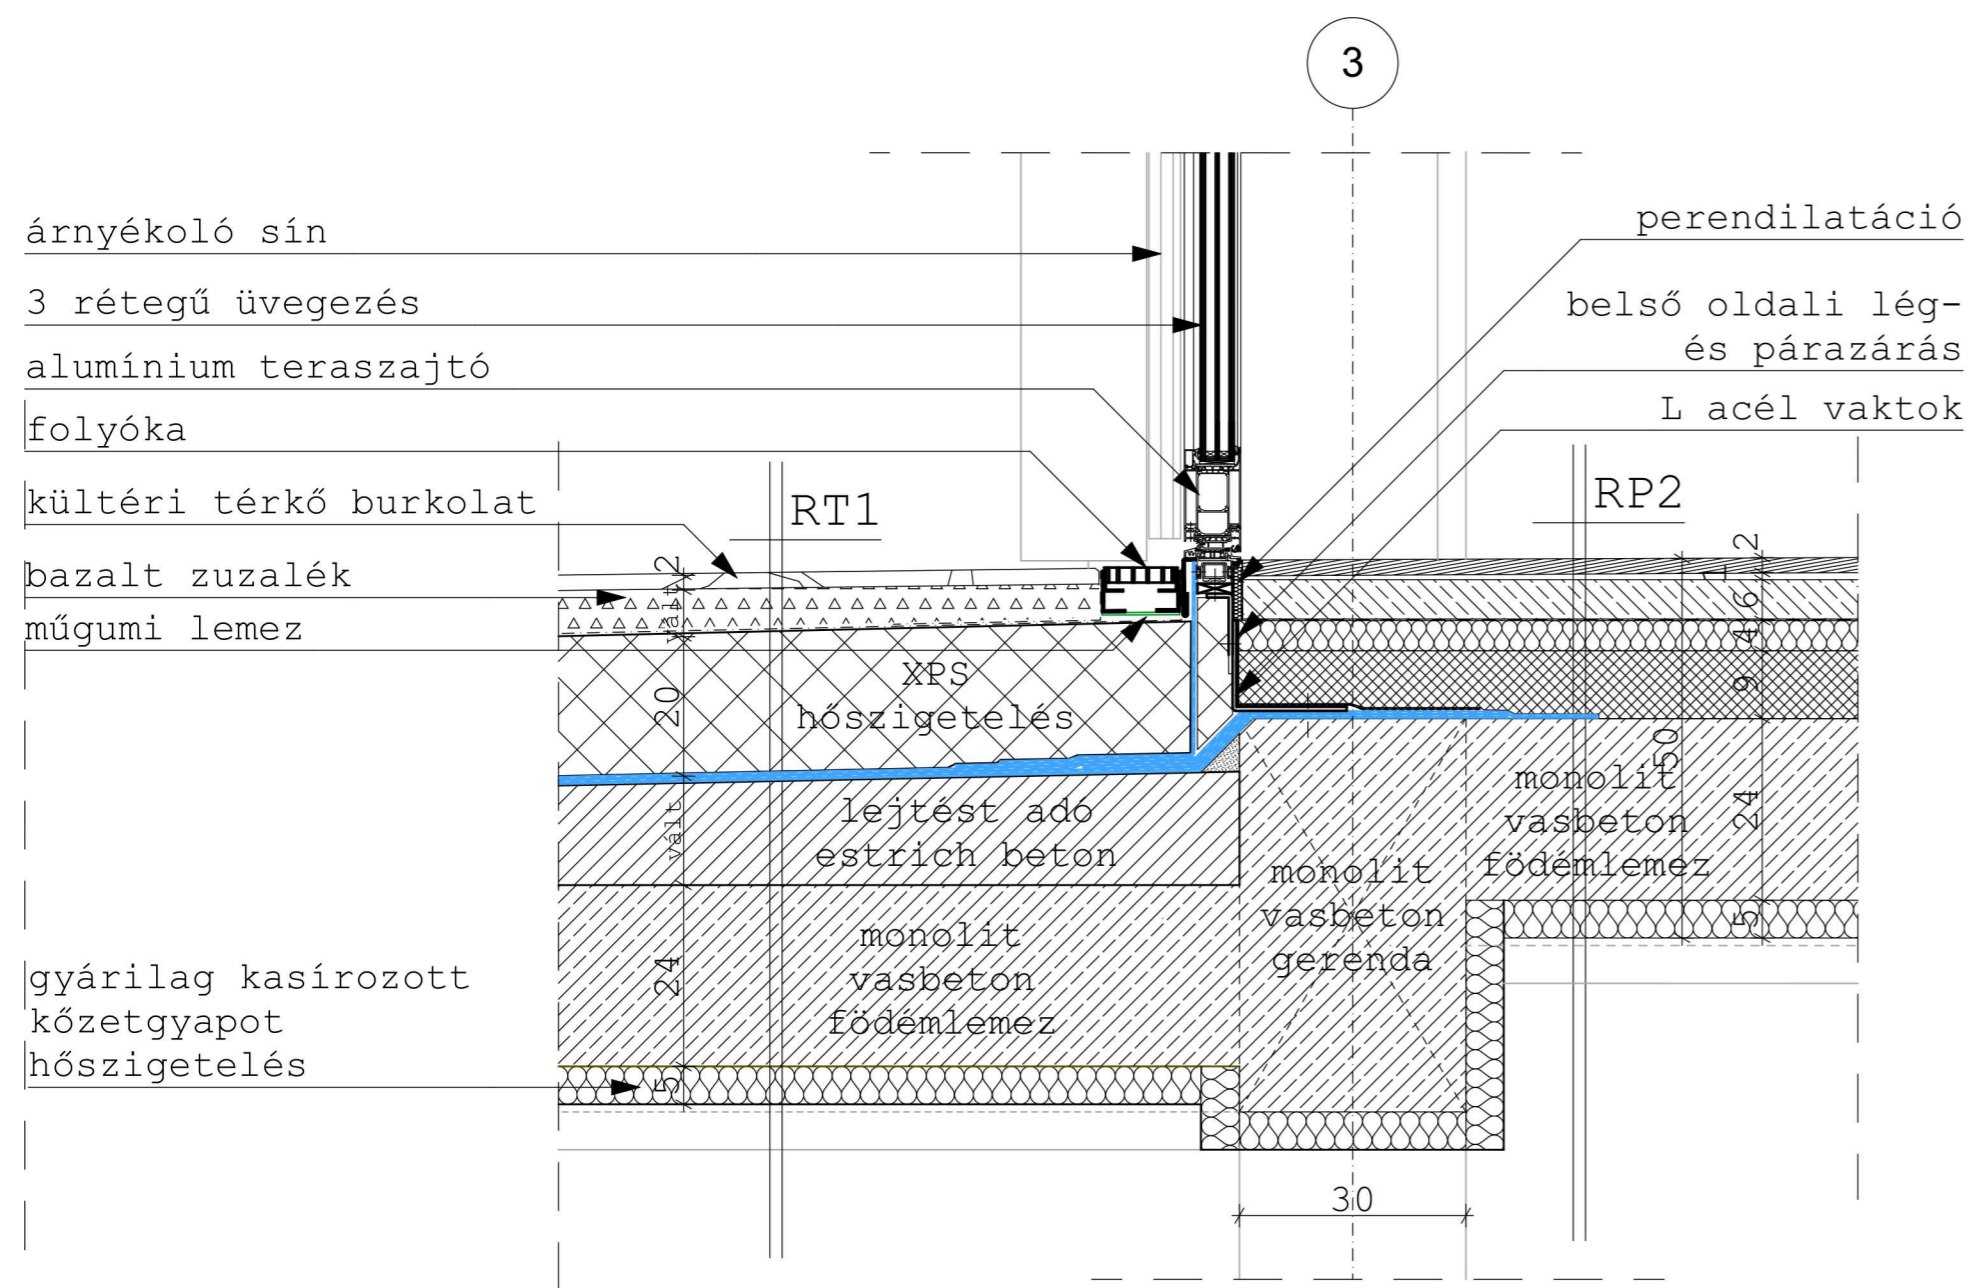 3
árnyékoló sín
3 rétegű üvegezés
alumínium teraszajtó
folyóka
kültéri térkő burkolat
bazalt zuzalék
műgumi lemez
gyárilag kasírozott
kőzetgyapot
hőszigetelés
perendilatáció
belső oldali lég-
és párazárás
L acél vaktok
RT1
RP2
2
vált
20
vált
24
5
XPS
hőszigetelés
lejtést adó
estrich beton
monolit
vasbeton
födémlemez
monolit
vasbeton
gerenda
monolit
vasbeton
födémlemez
2
1
6
4
9
50
24
5
30